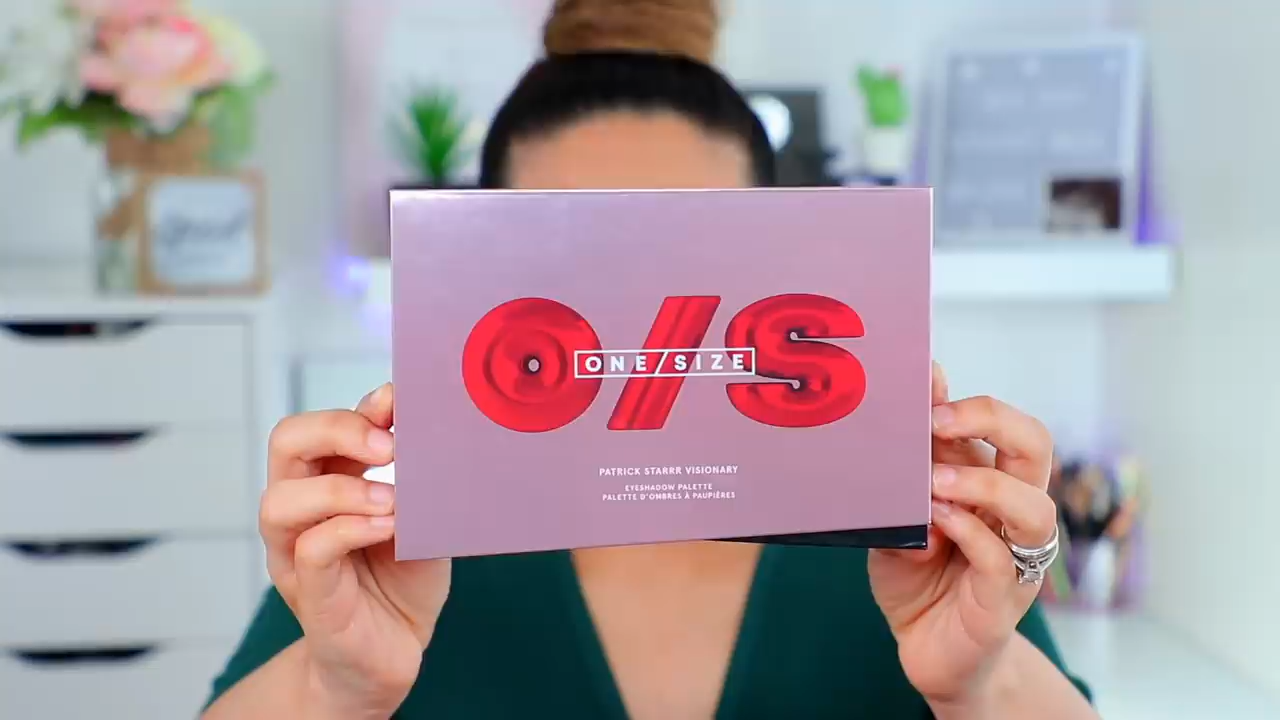 O/S
ONE/SIZE
PATRICK STARRR VISIONARY
EYESHADOW PALETTE
PALETTE D'OMBRES À PAUPIÈRES